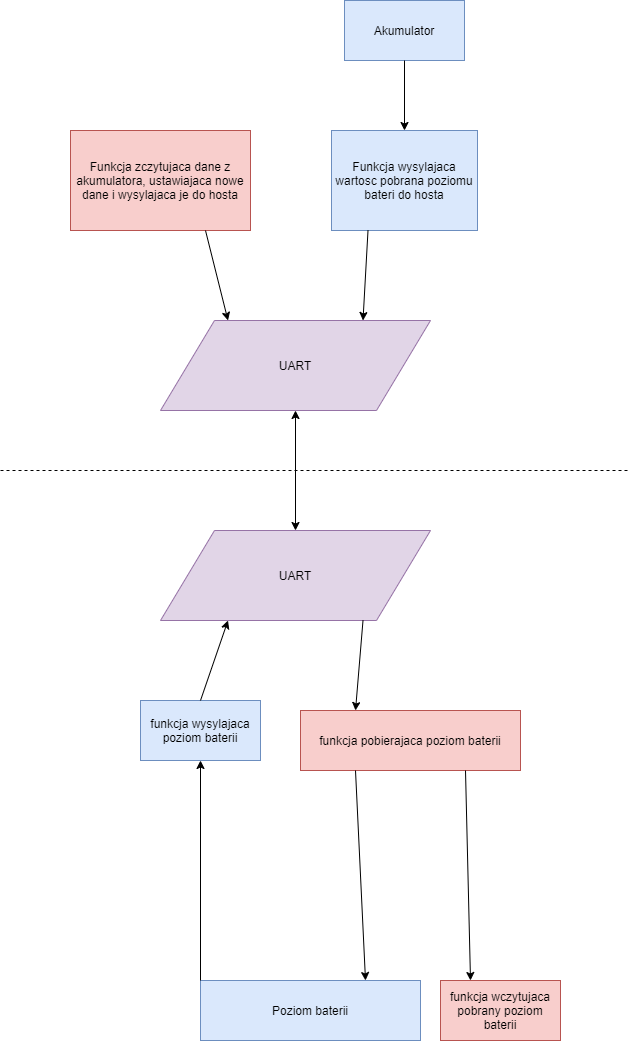 Akumulator
Funkcja zczytujaca dane z
akumulatora, ustawiajaca nowe
dane i wysylajaca je do hosta
Funkcja wysylajaca
wartosc pobrana poziomu
bateri do hosta
UART
UART
funkcja wysylajaca
poziom baterii
funkcja pobierajaca poziom baterii
Poziom baterii
funkcja wczytujaca
pobrany poziom
baterii